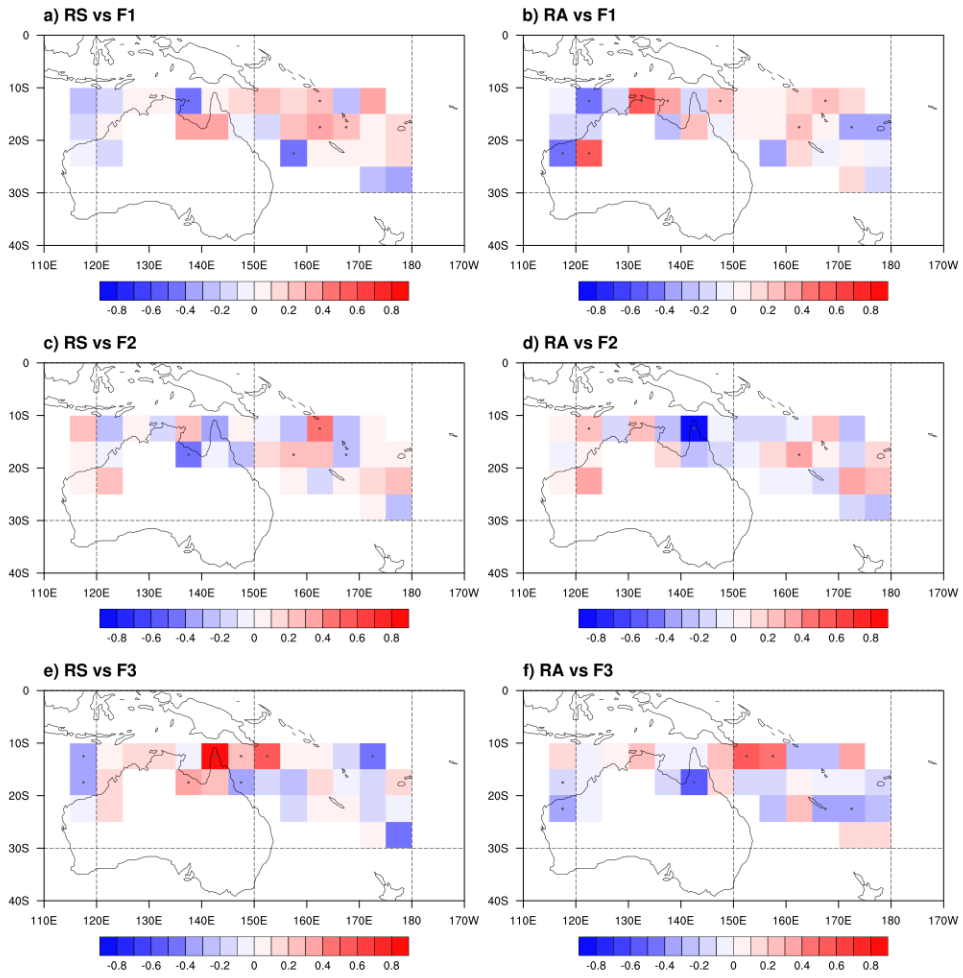 a) RS vs F1
b) RA vs F1
0
10S
20S
30S
40S
110E 120E 130E 140E 150E 160E 170E 180 170W
-0.8 -0.6 -0.4 -0.2 0 0.2 0.4 0.6 0.8
0
10S
20S
30S
40S
110E 120E 130E 140E 150E 160E 170E 180 170W
-0.8 -0.6 -0.4 -0.2 0 0.2 0.4 0.6 0.8
c) RS vs F2
d) RA vs F2
0
10S
20S
30S
40S
110E 120E 130E 140E 150E 160E 170E 180 170W
-0.8 -0.6 -0.4 -0.2 0 0.2 0.4 0.6 0.8
0
10S
20S
30S
40S
110E 120E 130E 140E 150E 160E 170E 180 170W
-0.8 -0.6 -0.4 -0.2 0 0.2 0.4 0.6 0.8
e) RS vs F3
f) RA vs F3
0
10S
20S
30S
40S
110E 120E 130E 140E 150E 160E 170E 180 170W
-0.8 -0.6 -0.4 -0.2 0 0.2 0.4 0.6 0.8
0
10S
20S
30S
40S
110E 120E 130E 140E 150E 160E 170E 180 170W
-0.8 -0.6 -0.4 -0.2 0 0.2 0.4 0.6 0.8